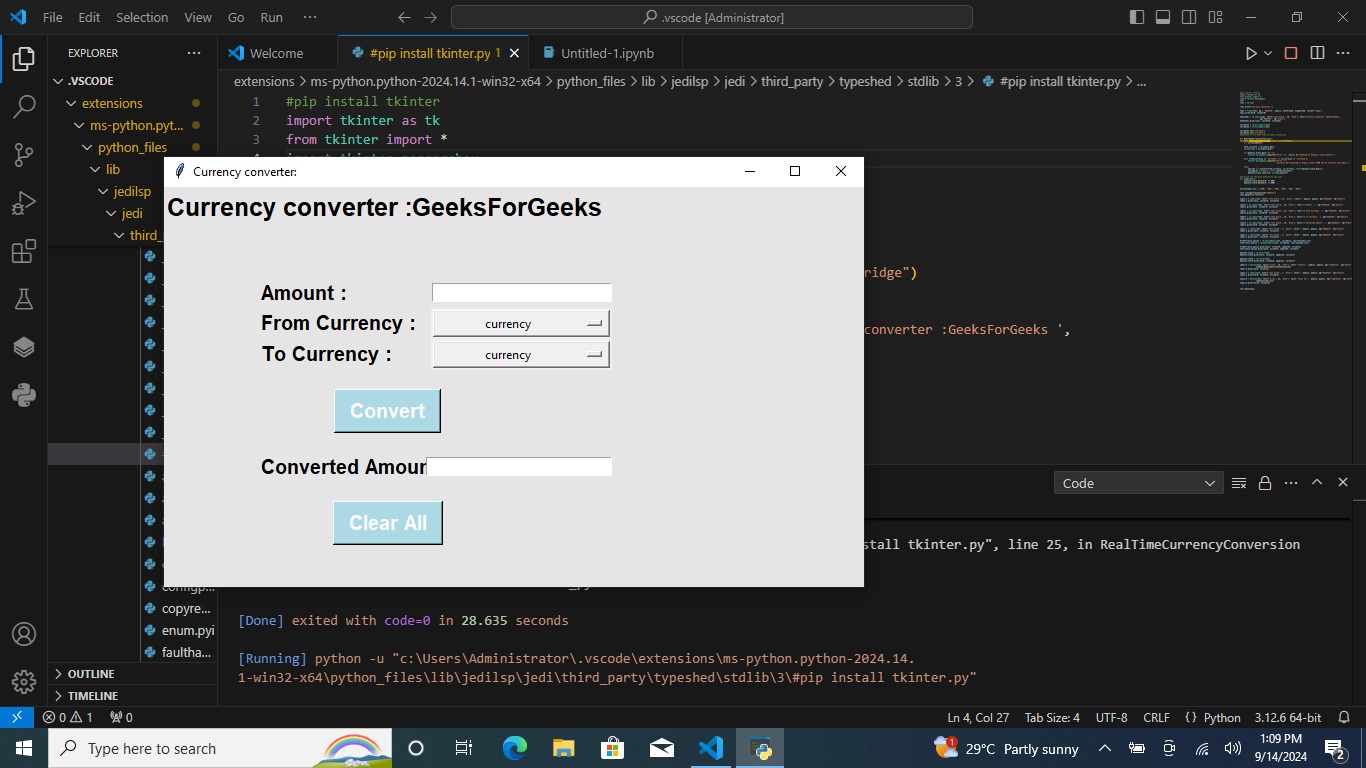 File Edit Selection View Go Run ··· .vscode [Administrator]
EXPLORER ···
Welcome #pip install tkinter.py 1 Untitled-1.ipynb
.VSCODE
extensions > ms-python.python-2024.14.1-win32-x64 > python_files > lib > jedilsp > jedi > third_party > typeshed > stdlib > 3 > #pip install tkinter.py > ...
extensions
ms-python.pyt...
python_files
lib
jedilsp
jedi
third_
1 #pip install tkinter
2 import tkinter as tk
3 from tkinter import *
Currency converter:
Currency converter :GeeksForGeeks
ridge")
Amount :
From Currency : currency
converter :GeeksForGeeks ',
To Currency : currency
Convert
Converted Amoun
Code
Clear All
stall tkinter.py", line 25, in RealTimeCurrencyConversion
copyre...
enum.pyi
faultha...
[Done] exited with code=0 in 28.635 seconds
[Running] python -u "c:\Users\Administrator\.vscode\extensions\ms-python.python-2024.14.
1-win32-x64\python_files\lib\jedilsp\jedi\third_party\typeshed\stdlib\3\#pip install tkinter.py"
OUTLINE
TIMELINE
0 1 0 Ln 4, Col 27 Tab Size: 4 UTF-8 CRLF {} Python 3.12.6 64-bit
Type here to search
29°C Partly sunny
1:09 PM
9/14/2024
2